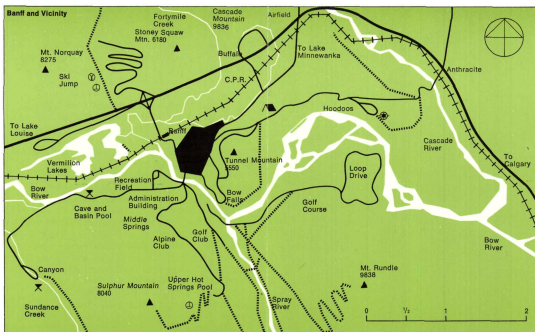 Banff and Vicinity
Fortymile
Creek
Stoney Squaw
Mtn. 6180
Cascade
Mountain
9836
Airfield
Mt. Norquay
8275
Ski
Jump
Buffalo
To Lake
Minnewanka
C.P.R.
Anthracite
To Lake
Louise
Banff
Hoodoos
Vermilion
Lakes
Tunnel Mountain
5550
Cascade
River
To
Calgary
Bow
River
Recreation
Field
Bow
Falls
Loop
Drive
Cave and
Basin Pool
Administration
Building
Middle
Springs
Golf
Course
Alpine
Club
Golf
Club
Bow
River
Canyon
Sulphur Mountain
8040
Upper Hot
Springs Pool
Mt. Rundle
9838
Sundance
Creek
Spray
River
0 ½ 1 2